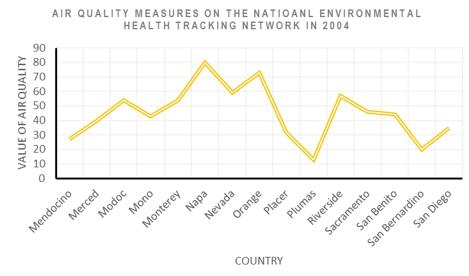 AIR QUALITY MEASURES ON THE NATIOANL ENVIRONMENTAL
HEALTH TRACKING NETWORK IN 2004
VALUE OF AIR QUALITY
90
80
70
60
50
40
30
20
10
0
Mendocino
Merced
Modoc
Mono
Monterey
Napa
Nevada
Orange
Placer
Plumas
Riverside
Sacramento
San Benito
San Bernardino
San Diego
COUNTRY